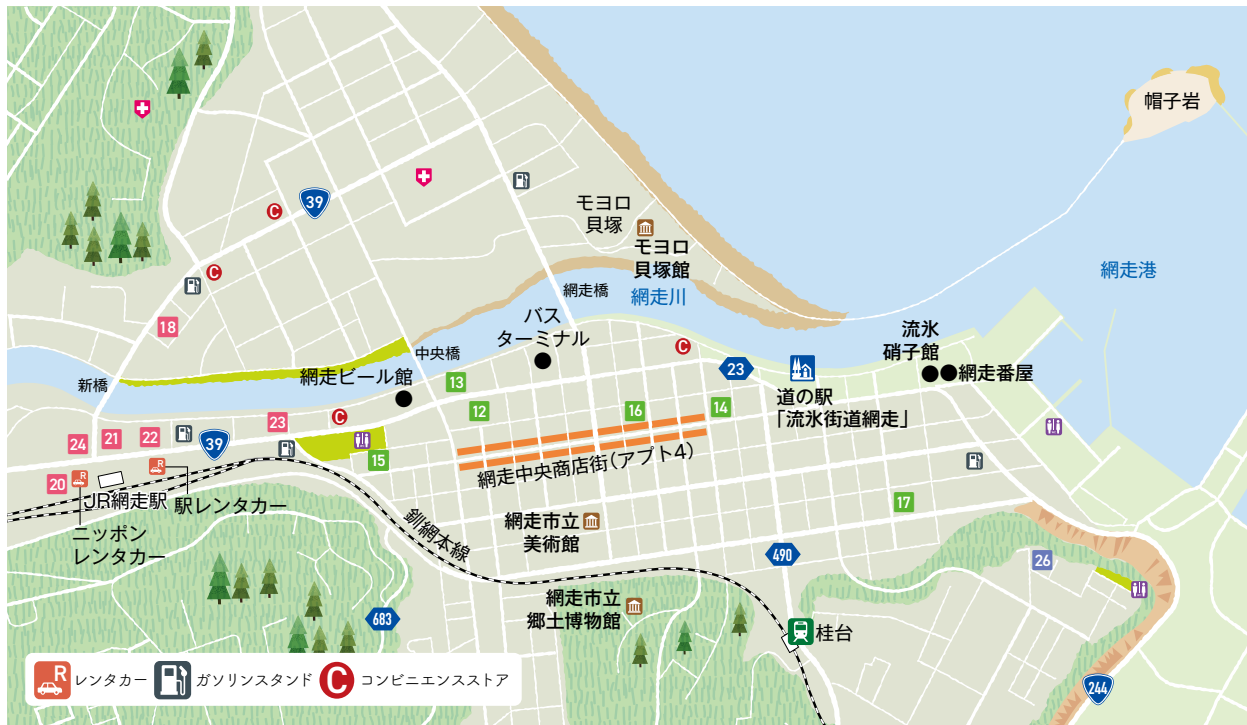 帽子岩
39
モヨロ
貝塚
モヨロ
貝塚館
網走港
網走橋
網走川
C
C
18
バス
ターミナル
流氷
硝子館
中央橋
C
新橋
網走ビール館
13
23
網走番屋
道の駅
「流氷街道網走」
12
16
14
23
C
24
21
22
39
15
網走中央商店街(アプト4)
20
R
R
JR網走駅
駅レンタカー
ニッポン
レンタカー
釧網本線
網走市立
美術館
17
490
26
網走市立
郷土博物館
683
桂台
R
レンタカー
ガソリンスタンド
C
コンビニエンスストア
244